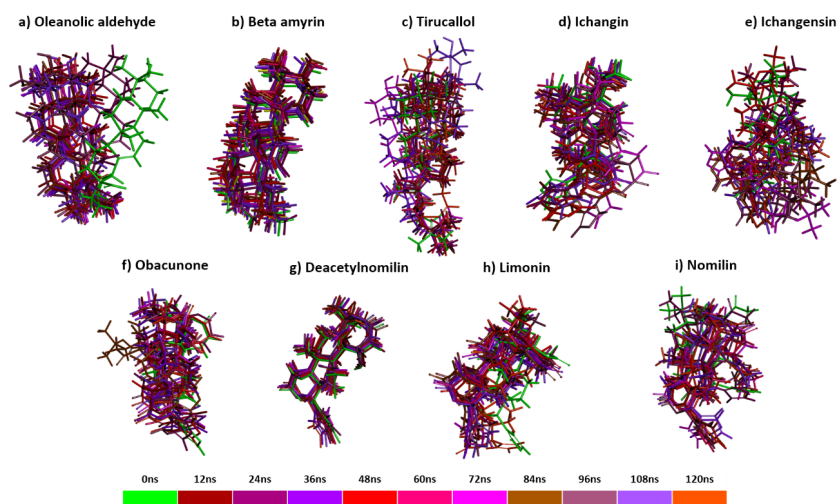 a) Oleanolic aldehyde b) Beta amyrin c) Tirucallol d) Ichangin e) Ichangensin
f) Obacunone g) Deacetylnomilin h) Limonin i) Nomilin
0ns 12ns 24ns 36ns 48ns 60ns 72ns 84ns 96ns 108ns 120ns